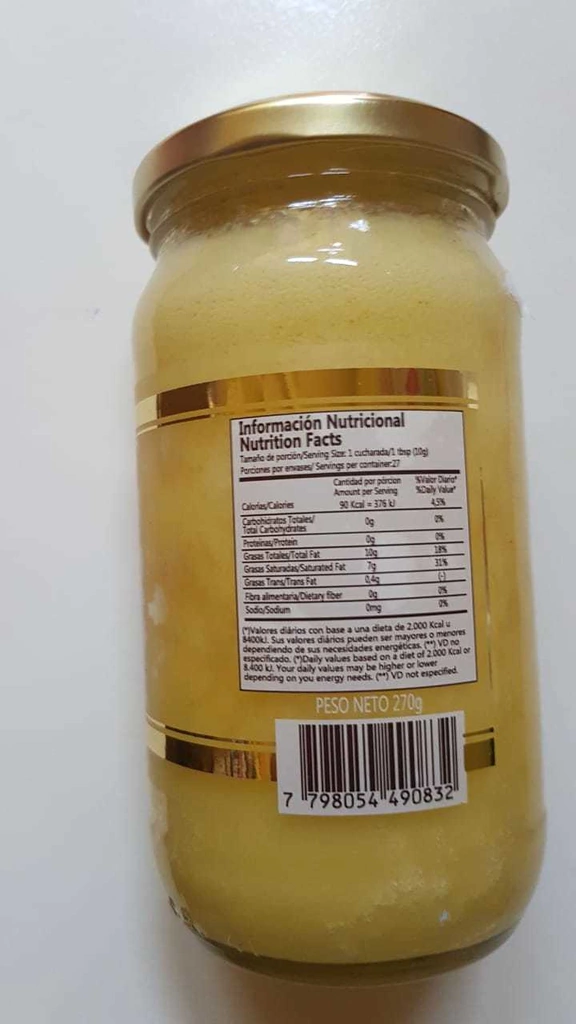 Información Nutricional
Nutrition Facts
Tamaño de porción/Serving Size: 1 cucharada/1 tbsp (10g)
Porciones por envases/ Servings per container:27
Cantidad por pórcion %Valor Diario*
Amount per Serving %Daily Value*
Calorías/Calories 90 Kcal = 376 kJ 4,5%
Carbohidratos Totales/
Total Carbohydrates 0g 0%
Proteinas/Protein 0g 0%
Grasas Totales/Total Fat 10g 18%
Grasas Saturadas/Saturated Fat 7g 31%
Grasas Trans/Trans Fat 0,4g (-)
Fibra alimentaria/Dietary fiber 0g 0%
Sodio/Sodium 0mg 0%
(*)Valores diários con base a una dieta de 2.000 Kcal u
8400kJ. Sus valores diários pueden ser mayores o menores
dependiendo de sus necesidades energéticas. (**) VD no
especificado. (*)Daily values based on a diet of 2.000 Kcal or
8.400 kJ. Your daily values may be higher or lower
depending on you energy needs. (**) VD not especified.
PESO NETO 270g
7 798054 490832